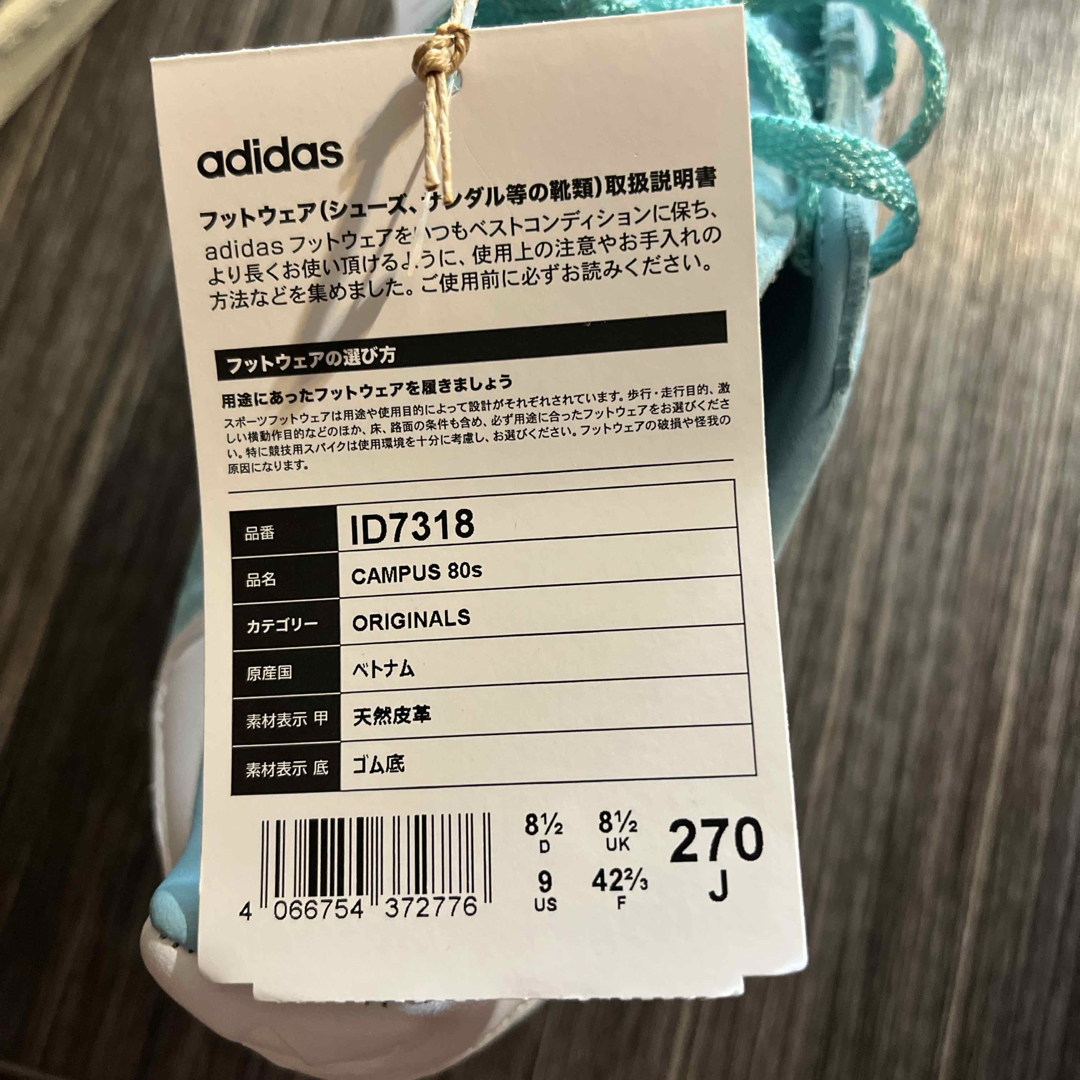 adidas
フットウェア(シューズ、サンダル等の靴類)取扱説明書
adidas フットウェアをいつもベストコンディションに保ち、
より長くお使い頂けるように、使用上の注意やお手入れの
方法などを集めました。ご使用前に必ずお読みください。
フットウェアの選び方
用途にあったフットウェアを履きましょう
スポーツフットウェアは用途や使用目的によって設計がそれぞれされています。歩行・走行目的、激
しい横動作目的などのほか、床、路面の条件も含め、必ず用途に合ったフットウェアをお選びくださ
い。特に競技用スパイクは使用環境を十分に考慮し、お選びください。フットウェアの破損や怪我の
原因になります。
品番 ID7318
品名 CAMPUS 80s
カテゴリー ORIGINALS
原産国 ベトナム
素材表示 甲 天然皮革
素材表示 底 ゴム底
8½ 8½ 270
D UK J
9 42⅔
US F
4 066754 372776